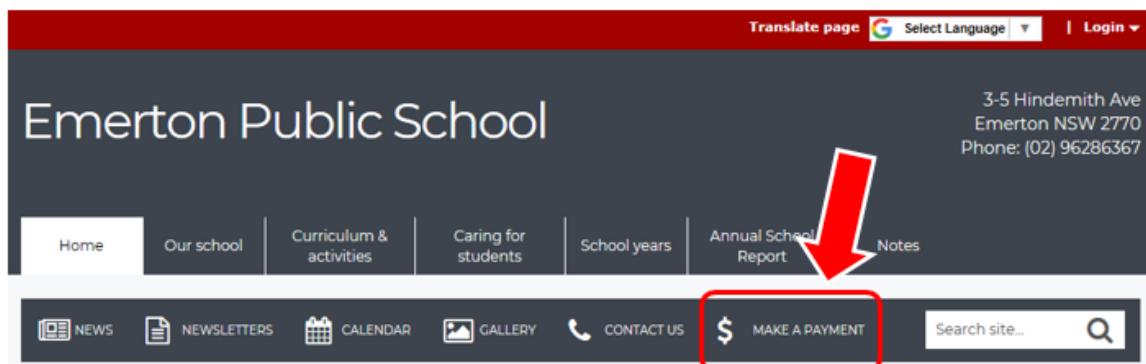 Translate page G Select Language ▼ | Login
Emerton Public School
3-5 Hindemith Ave
Emerton NSW 2770
Phone: (02) 96286367
Home
Our school
Curriculum &
activities
Caring for
students
School years
Annual School
Report
Notes
NEWS
NEWSLETTERS
CALENDAR
GALLERY
CONTACT US
$ MAKE A PAYMENT
Search site...